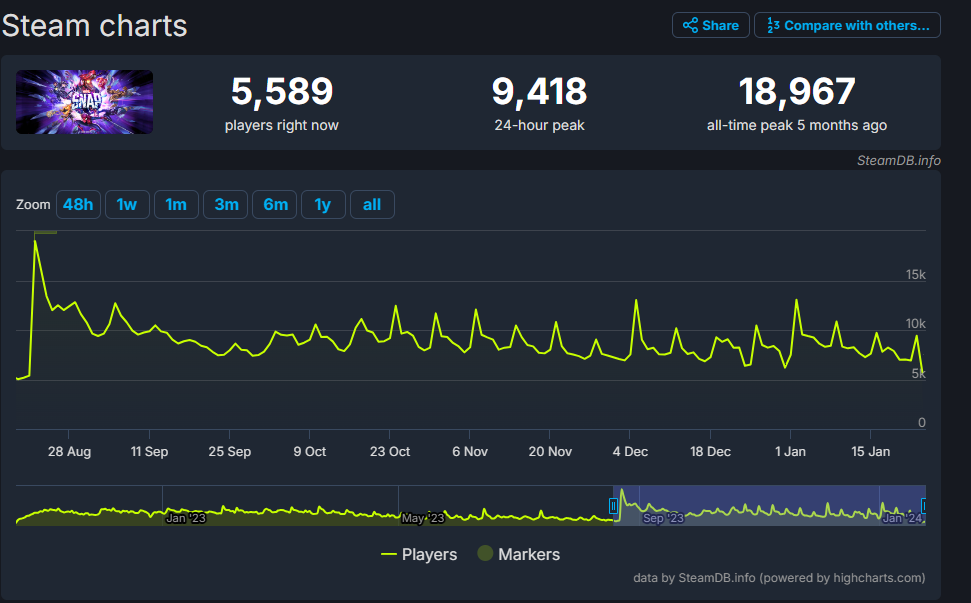 Steam charts
Share
Compare with others...
SNAP
5,589
players right now
9,418
24-hour peak
18,967
all-time peak 5 months ago
SteamDB.info
Zoom 48h 1w 1m 3m 6m 1y all
15k
10k
5k
0
28 Aug 11 Sep 25 Sep 9 Oct 23 Oct 6 Nov 20 Nov 4 Dec 18 Dec 1 Jan 15 Jan
Jan '23 May '23 Sep '23 Jan '24
Players Markers
data by SteamDB.info (powered by highcharts.com)